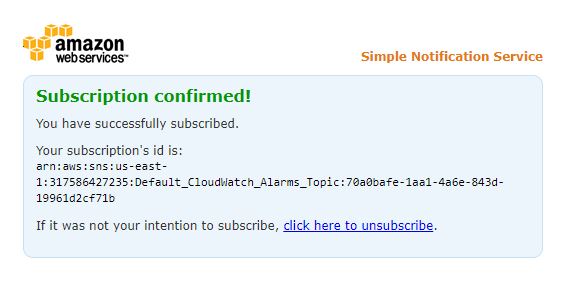 amazon
webservices™
Simple Notification Service
Subscription confirmed!
You have successfully subscribed.
Your subscription's id is:
arn:aws:sns:us-east-
1:317586427235:Default_CloudWatch_Alarms_Topic:70a0bafe-1aa1-4a6e-843d-
19961d2cf71b
If it was not your intention to subscribe, click here to unsubscribe.